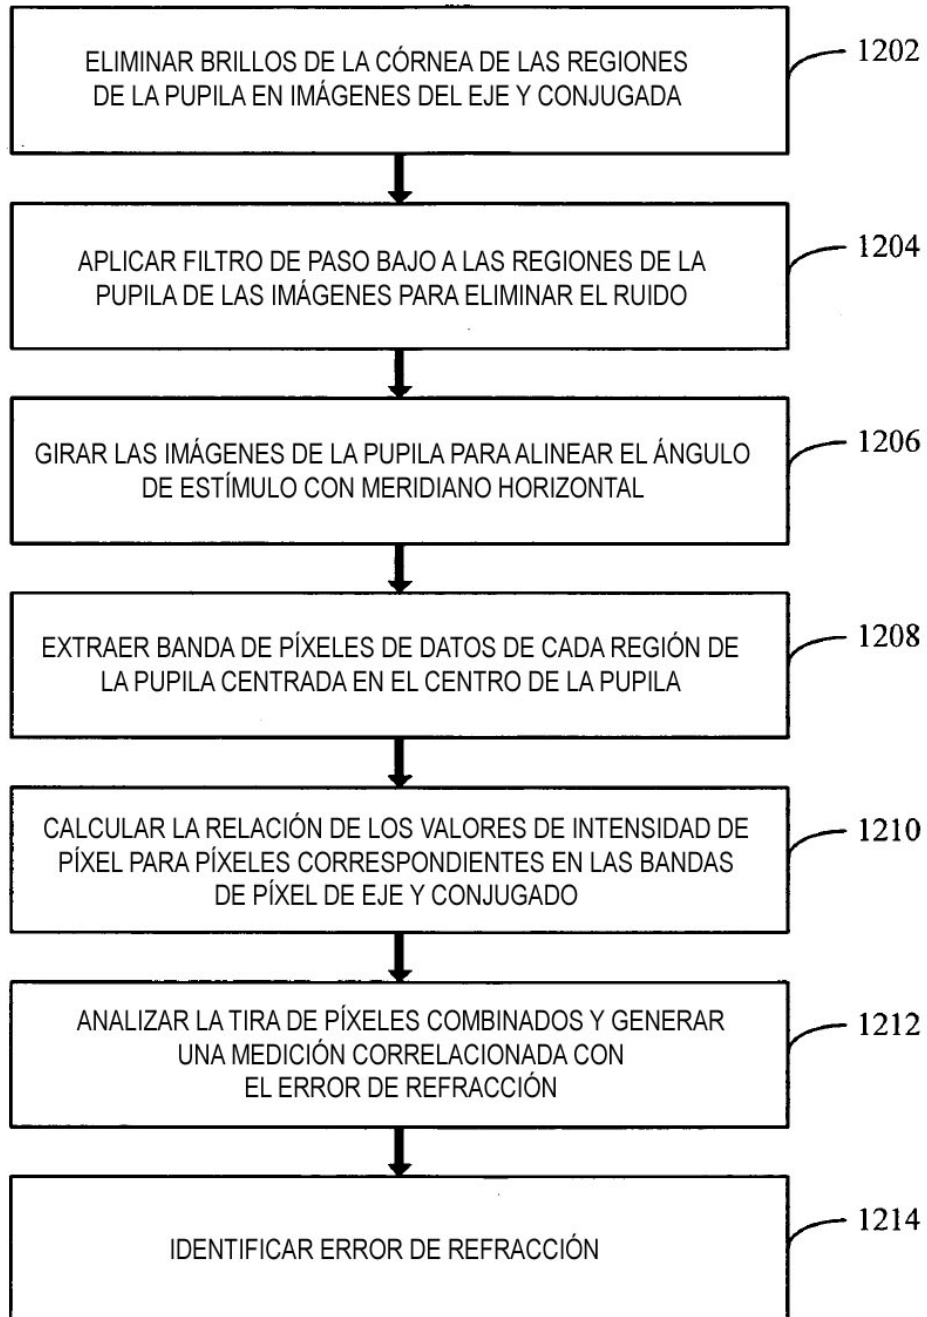 ELIMINAR BRILLOS DE LA CÓRNEA DE LAS REGIONES
DE LA PUPILA EN IMÁGENES DEL EJE Y CONJUGADA
1202
APLICAR FILTRO DE PASO BAJO A LAS REGIONES DE LA
PUPILA DE LAS IMÁGENES PARA ELIMINAR EL RUIDO
1204
GIRAR LAS IMÁGENES DE LA PUPILA PARA ALINEAR EL ÁNGULO
DE ESTÍMULO CON MERIDIANO HORIZONTAL
1206
EXTRAER BANDA DE PÍXELES DE DATOS DE CADA REGIÓN DE
LA PUPILA CENTRADA EN EL CENTRO DE LA PUPILA
1208
CALCULAR LA RELACIÓN DE LOS VALORES DE INTENSIDAD DE
PÍXEL PARA PÍXELES CORRESPONDIENTES EN LAS BANDAS
DE PÍXEL DE EJE Y CONJUGADO
1210
ANALIZAR LA TIRA DE PÍXELES COMBINADOS Y GENERAR
UNA MEDICIÓN CORRELACIONADA CON
EL ERROR DE REFRACCIÓN
1212
IDENTIFICAR ERROR DE REFRACCIÓN
1214